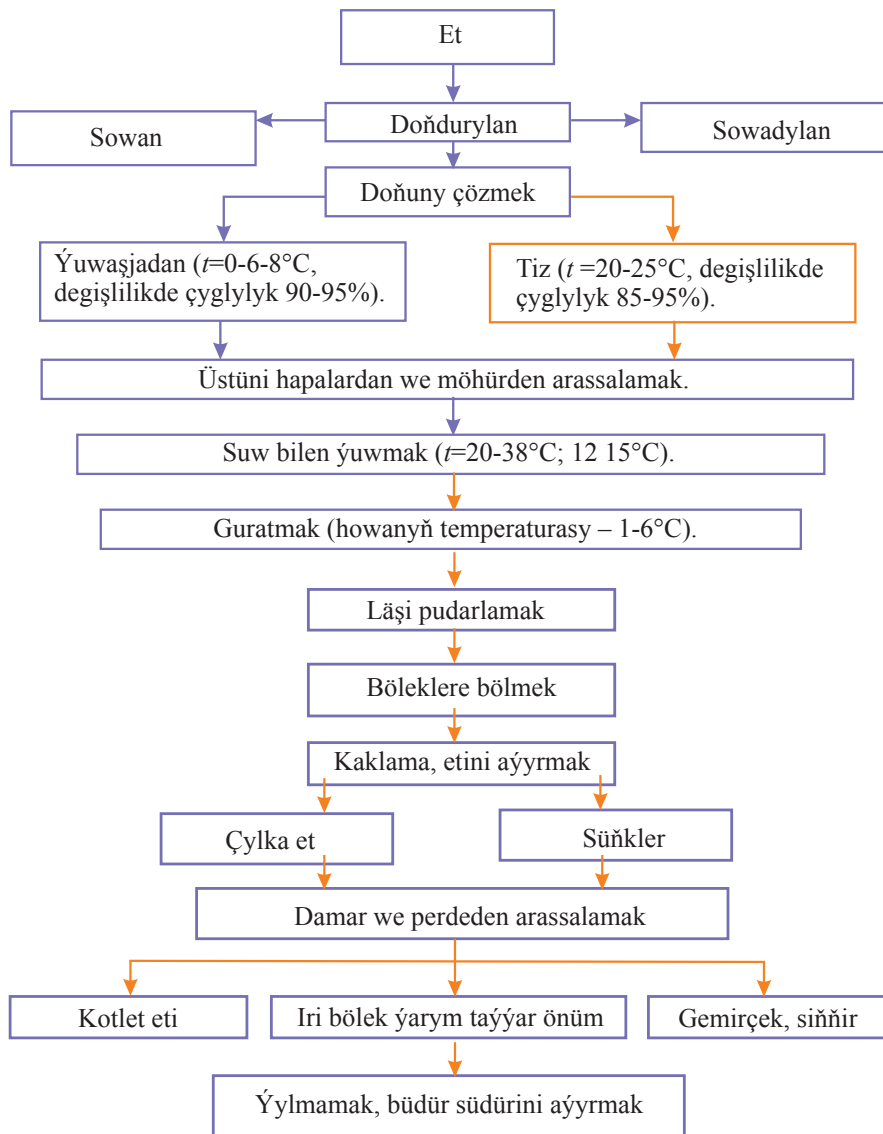 Et
Sowan
Doňdurylan
Sowadylan
Doňuny çözmek
Ýuwaşjadan (t=0-6-8°C,
degişlilikde çyglylyk 90-95%).
Tiz (t =20-25°C, degişlilikde
çyglylyk 85-95%).
Üstüni hapalardan we möhürden arassalamak.
Suw bilen ýuwmak (t=20-38°C; 12 15°C).
Guratmak (howanyň temperaturasy – 1-6°C).
Läşi pudarlamak
Böleklere bölmek
Kaklama, etini aýyrmak
Çylka et
Süňkler
Damar we perdeden arassalamak
Kotlet eti
Iri bölek ýarym taýýar önüm
Gemirçek, siňňir
Ýylmamak, büdür südürini aýyrmak